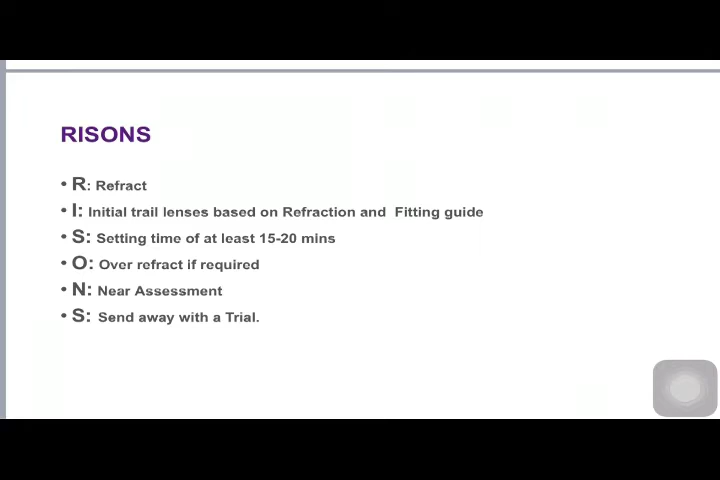 RISONS
• R: Refract
• I: Initial trail lenses based on Refraction and Fitting guide
• S: Setting time of at least 15-20 mins
• O: Over refract if required
• N: Near Assessment
• S: Send away with a Trial.